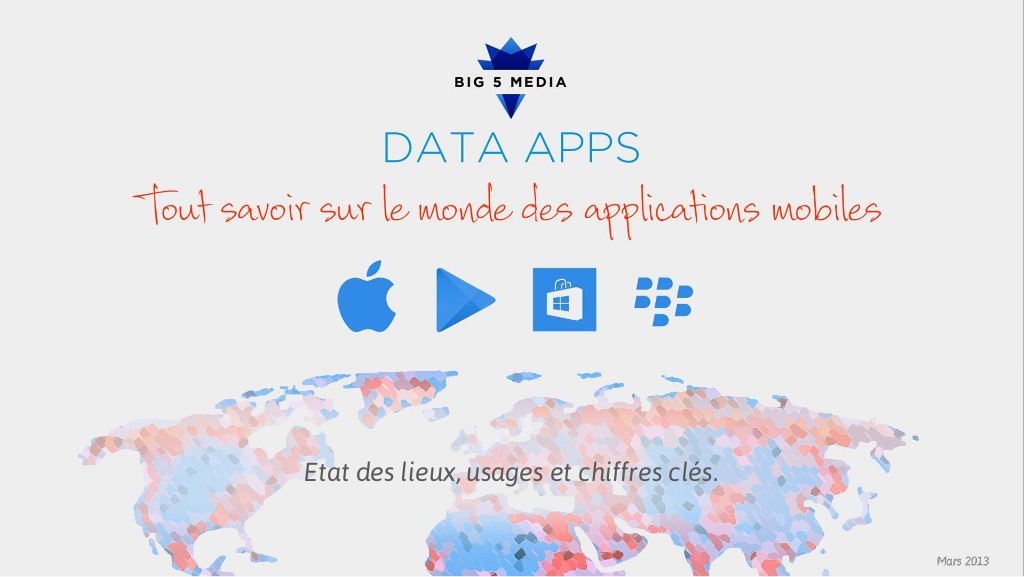 BIG 5 MEDIA
DATA APPS
Tout savoir sur le monde des applications mobiles
Etat des lieux, usages et chiffres clés.
Mars 2013